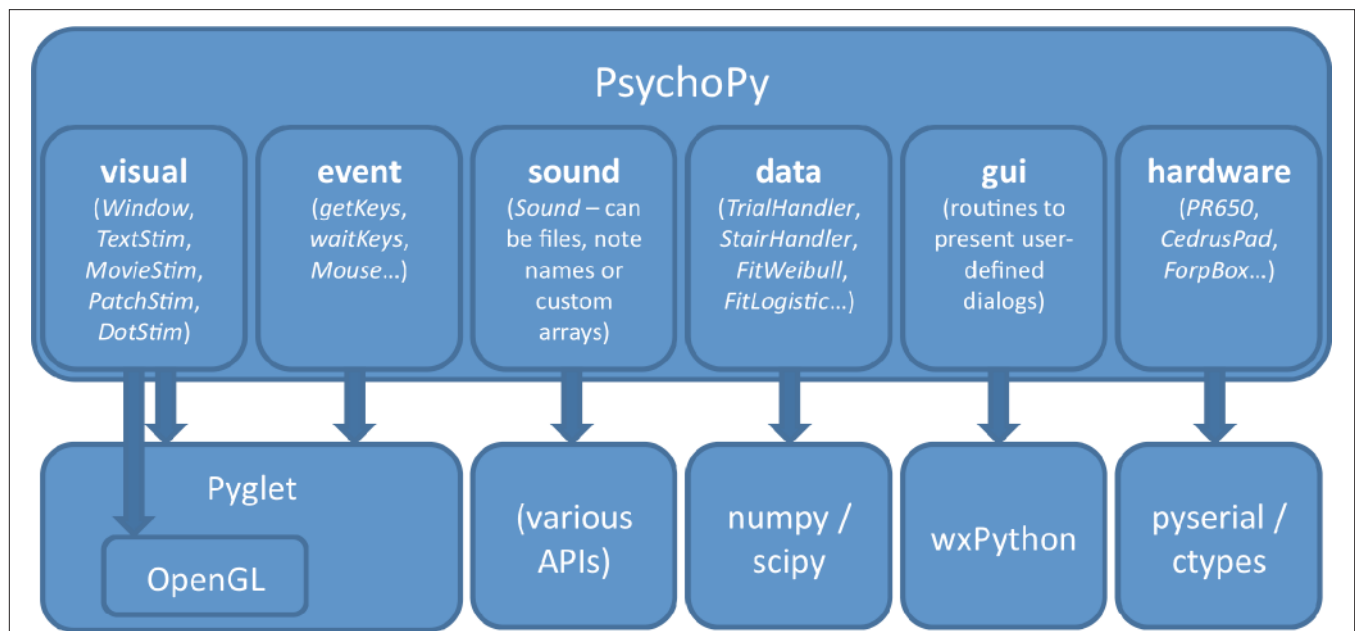 PsychoPy
visual
(Window,
TextStim,
MovieStim,
PatchStim,
DotStim)
event
(getKeys,
waitKeys,
Mouse...)
sound
(Sound – can
be files, note
names or
custom
arrays)
data
(TrialHandler,
StairHandler,
FitWeibull,
FitLogistic...)
gui
(routines to
present user-
defined
dialogs)
hardware
(PR650,
CedrusPad,
ForpBox...)
Pyglet
OpenGL
(various
APIs)
numpy /
scipy
wxPython
pyserial /
ctypes